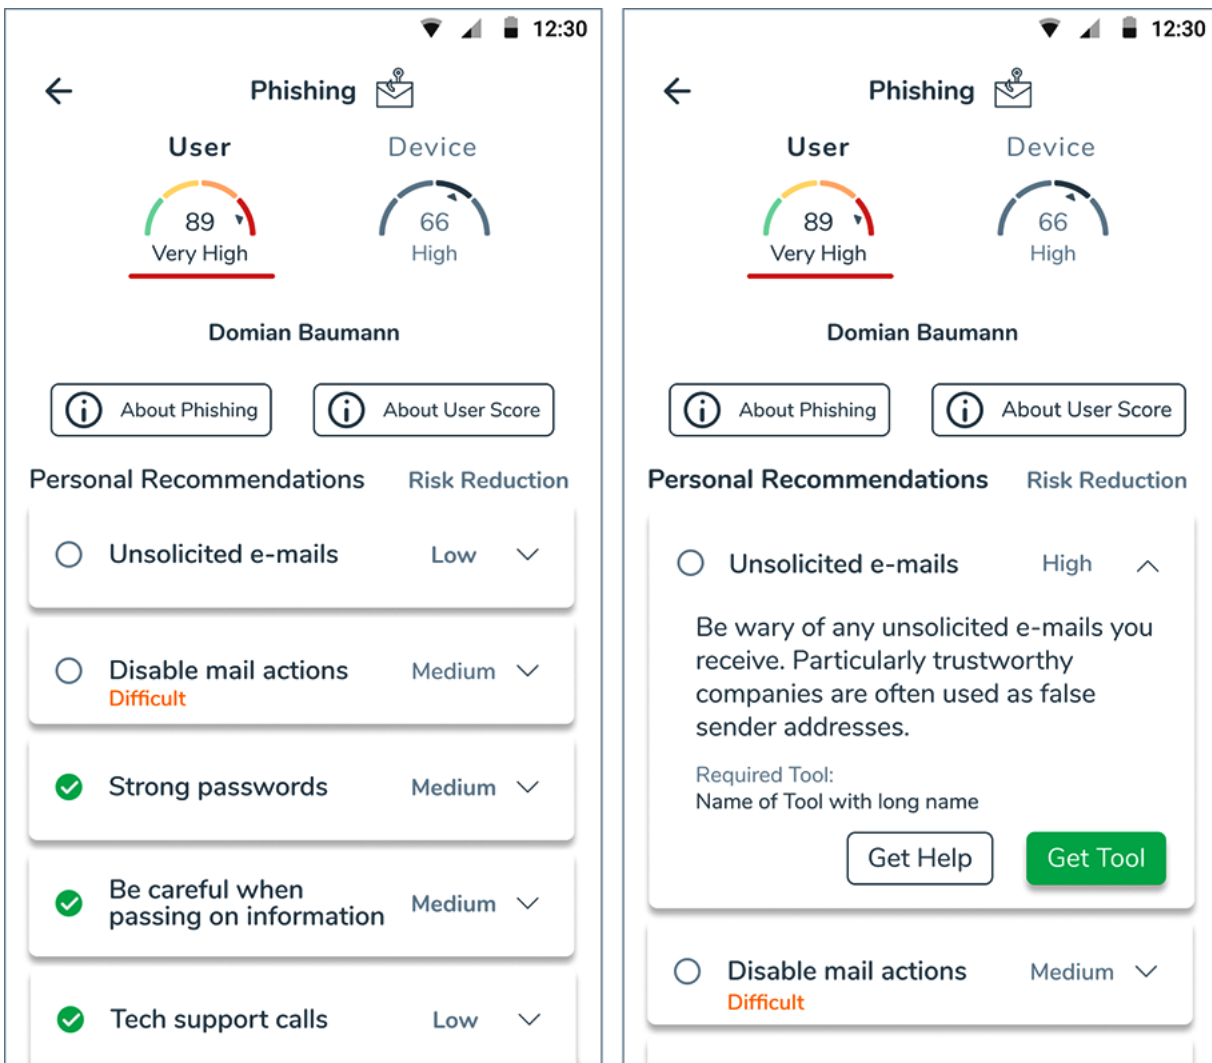 12:30
Phishing
User Device
89 66
Very High High
Domian Baumann
About Phishing About User Score
Personal Recommendations Risk Reduction
Unsolicited e-mails Low
Disable mail actions Medium
Difficult
Strong passwords Medium
Be careful when
passing on information Medium
Tech support calls Low
12:30
Phishing
User Device
89 66
Very High High
Domian Baumann
About Phishing About User Score
Personal Recommendations Risk Reduction
Unsolicited e-mails High
Be wary of any unsolicited e-mails you
receive. Particularly trustworthy
companies are often used as false
sender addresses.
Required Tool:
Name of Tool with long name
Get Help Get Tool
Disable mail actions Medium
Difficult